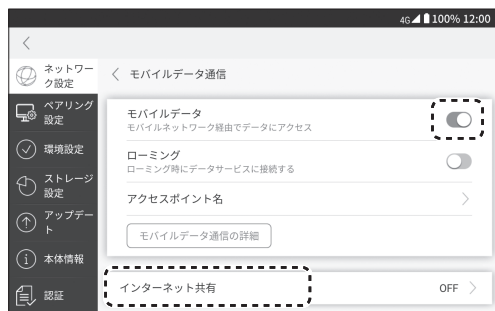 4G 100% 12:00
ネットワー
ク設定
モバイルデータ通信
ペアリング
設定
モバイルデータ
モバイルネットワーク経由でデータにアクセス
環境設定
ローミング
ローミング時にデータサービスに接続する
ストレージ
設定
アクセスポイント名
アップデー
ト
モバイルデータ通信の詳細
本体情報
インターネット共有
OFF
認証